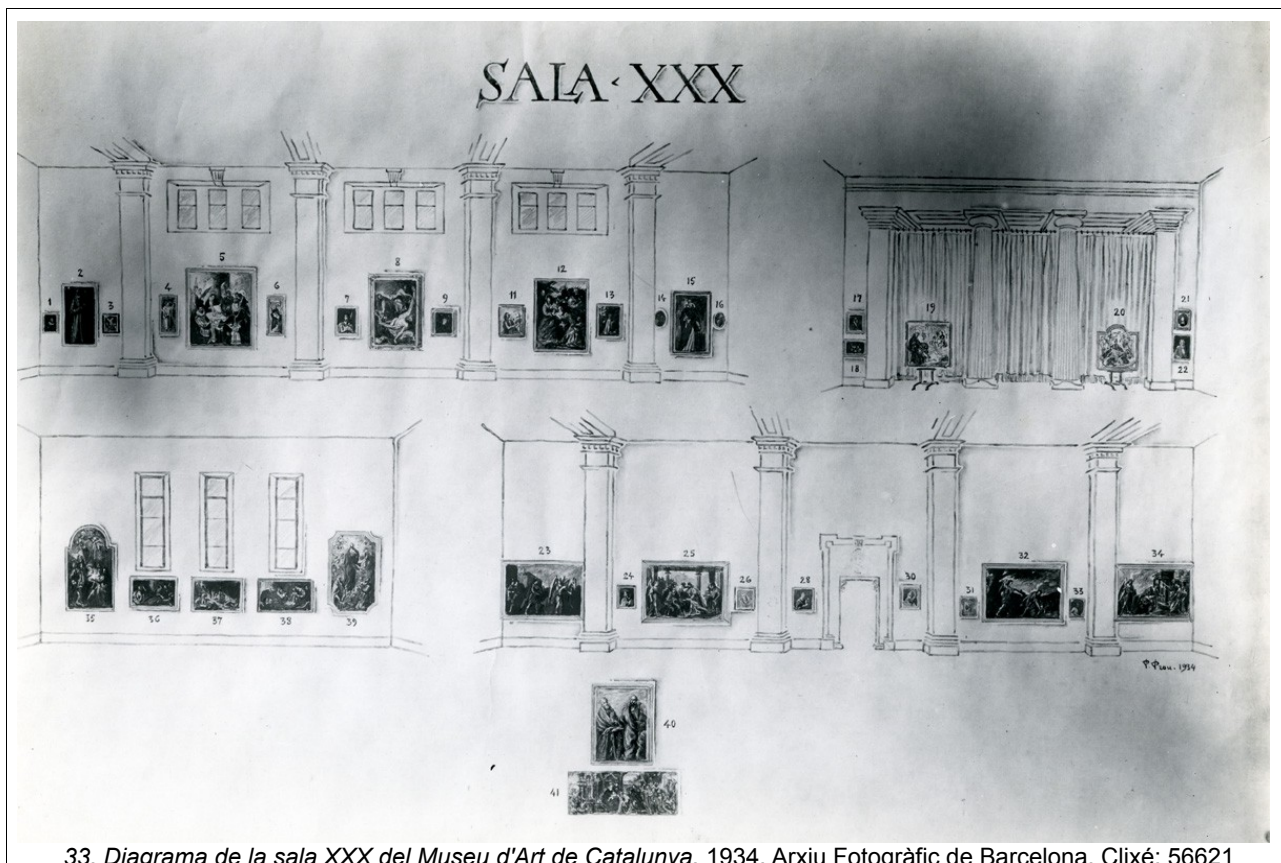 SALA · XXX
1 2 3 4 5 6 7 8 9 11 12 13 14 15 16
17 18 19 20 21 22
35 36 37 38 39
23 24 25 26 28 30 31 32 33 34
1934
40
41
33. Diagrama de la sala XXX del Museu d'Art de Catalunya, 1934. Arxiu Fotogràfic de Barcelona. Clixé: 56621